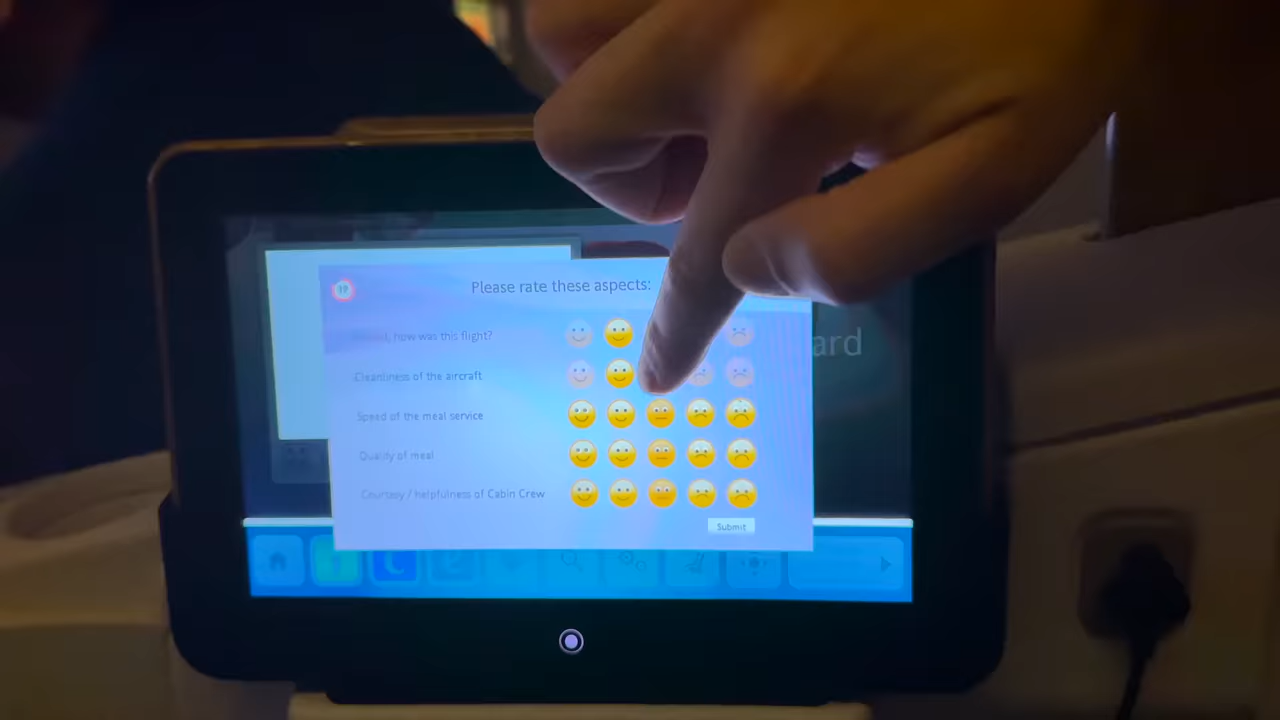 Please rate these aspects:
, how was this flight?
Cleanliness of the aircraft
Speed of the meal service
Quality of meal
Courtesy / helpfulness of Cabin Crew
Submit
ard